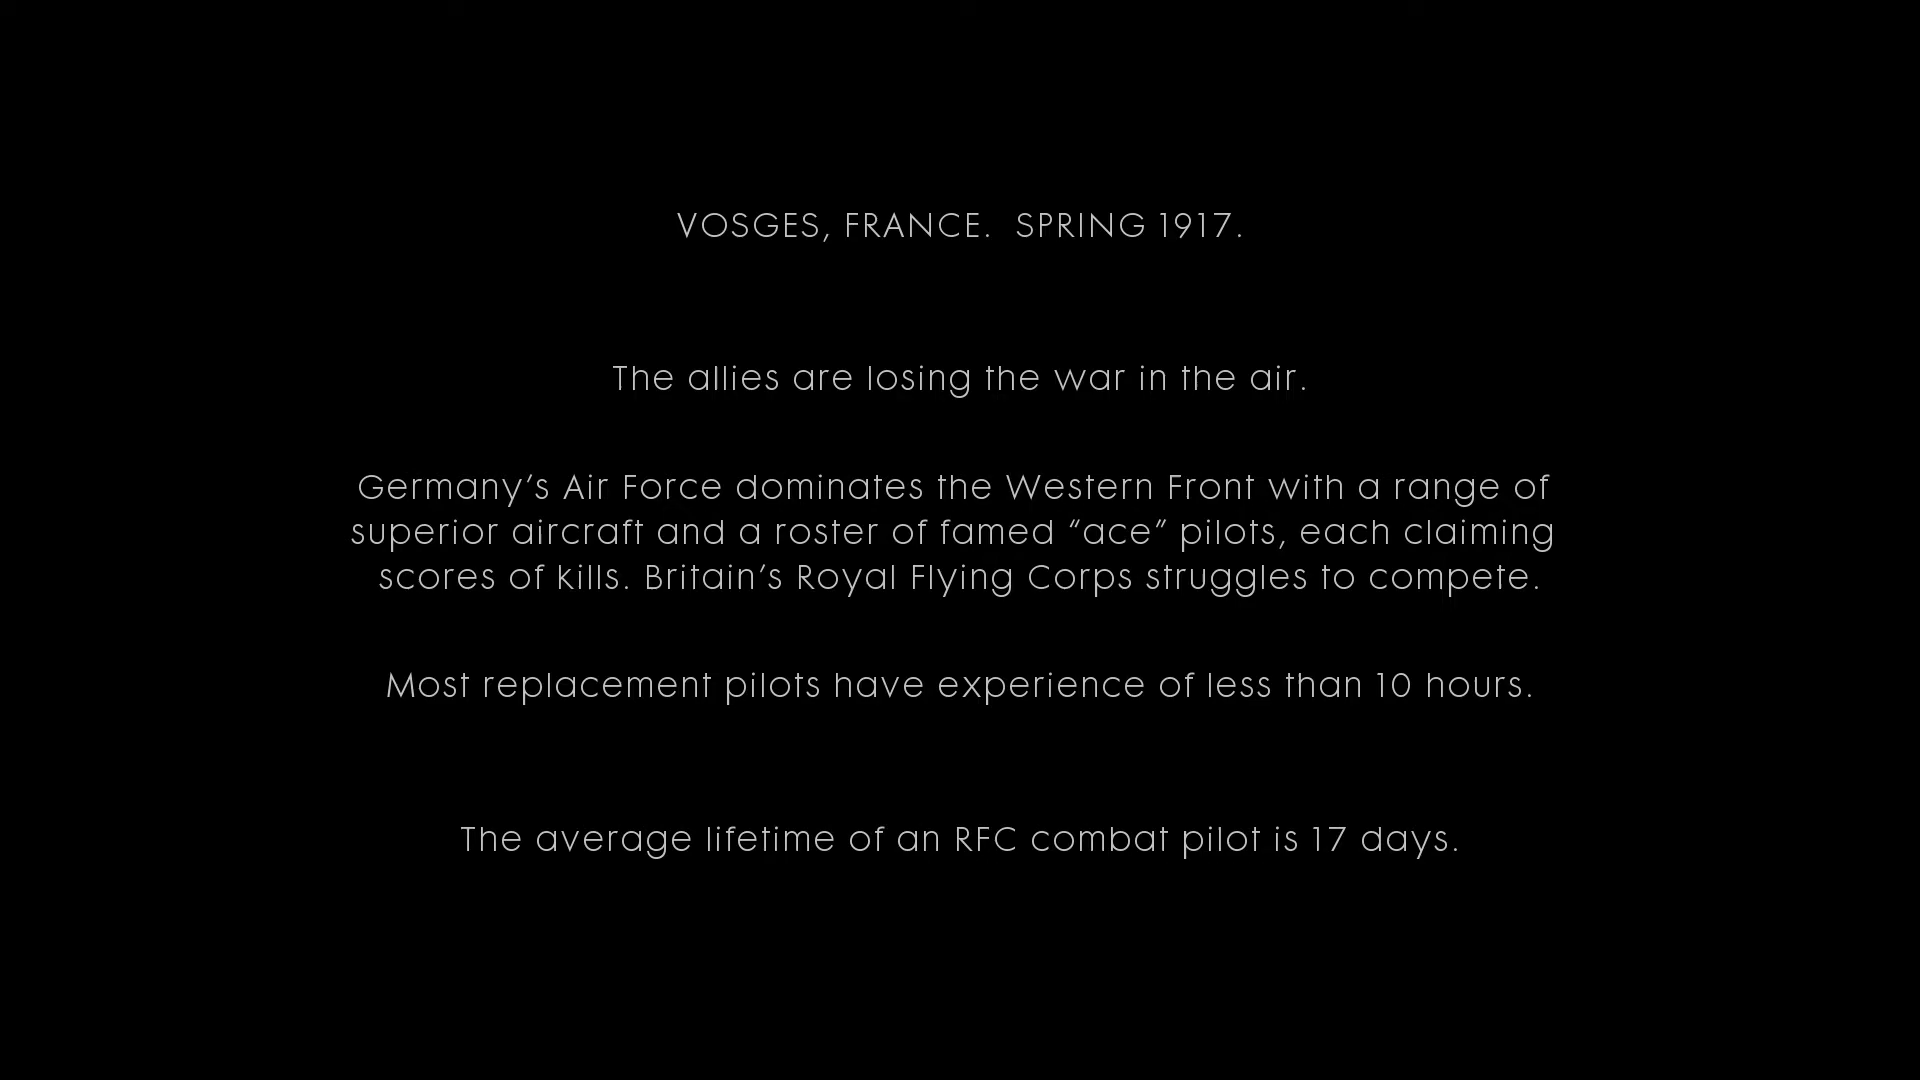 VOSGES, FRANCE.  SPRING 1917.
The allies are losing the war in the air.
Germany’s Air Force dominates the Western Front with a range of
superior aircraft and a roster of famed “ace” pilots, each claiming
scores of kills. Britain’s Royal Flying Corps struggles to compete.
Most replacement pilots have experience of less than 10 hours.
The average lifetime of an RFC combat pilot is 17 days.